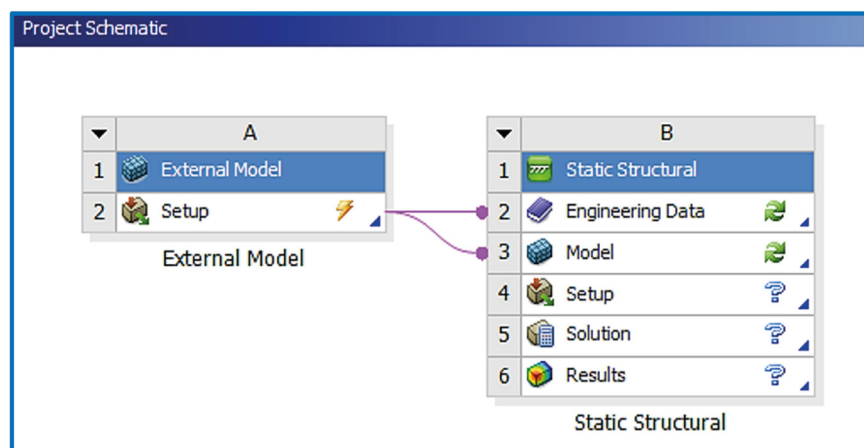 Project Schematic
A
1 External Model
2 Setup
External Model
B
1 Static Structural
2 Engineering Data
3 Model
4 Setup
5 Solution
6 Results
Static Structural